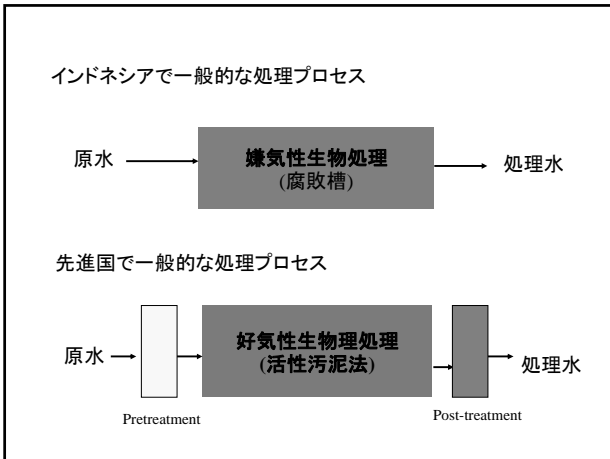 インドネシアで一般的な処理プロセス
原水
嫌気性生物処理
(腐敗槽)
処理水
先進国で一般的な処理プロセス
原水
好気性生物理処理
(活性汚泥法)
処理水
Pretreatment
Post-treatment